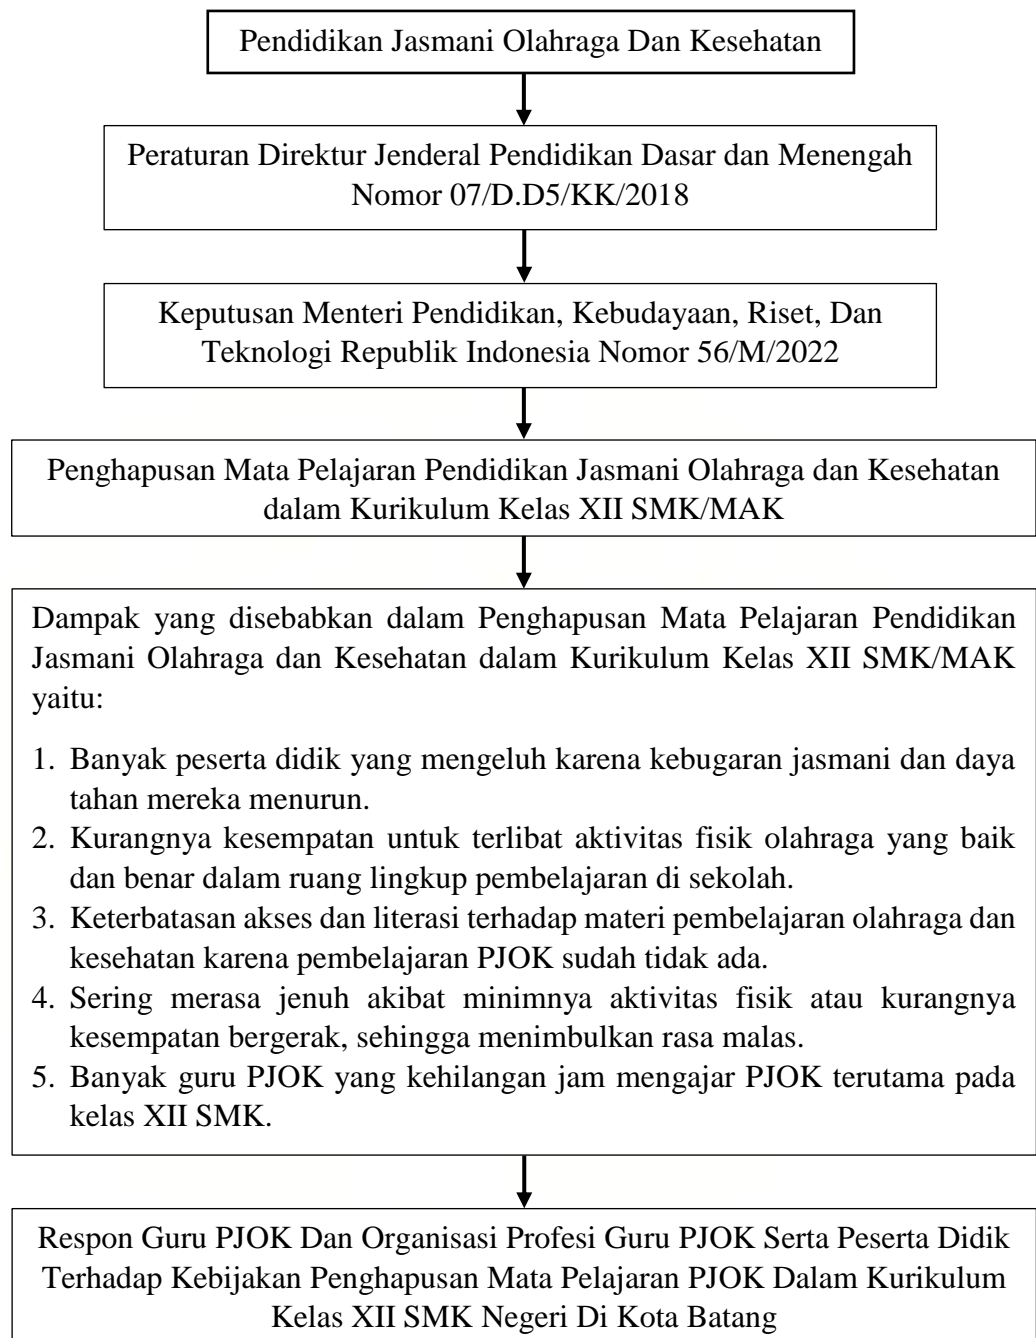 Pendidikan Jasmani Olahraga Dan Kesehatan
Peraturan Direktur Jenderal Pendidikan Dasar dan Menengah
Nomor 07/D.D5/KK/2018
Keputusan Menteri Pendidikan, Kebudayaan, Riset, Dan
Teknologi Republik Indonesia Nomor 56/M/2022
Penghapusan Mata Pelajaran Pendidikan Jasmani Olahraga dan Kesehatan
dalam Kurikulum Kelas XII SMK/MAK
Dampak yang disebabkan dalam Penghapusan Mata Pelajaran Pendidikan
Jasmani Olahraga dan Kesehatan dalam Kurikulum Kelas XII SMK/MAK
yaitu:
1. Banyak peserta didik yang mengeluh karena kebugaran jasmani dan daya
tahan mereka menurun.
2. Kurangnya kesempatan untuk terlibat aktivitas fisik olahraga yang baik
dan benar dalam ruang lingkup pembelajaran di sekolah.
3. Keterbatasan akses dan literasi terhadap materi pembelajaran olahraga dan
kesehatan karena pembelajaran PJOK sudah tidak ada.
4. Sering merasa jenuh akibat minimnya aktivitas fisik atau kurangnya
kesempatan bergerak, sehingga menimbulkan rasa malas.
5. Banyak guru PJOK yang kehilangan jam mengajar PJOK terutama pada
kelas XII SMK.
Respon Guru PJOK Dan Organisasi Profesi Guru PJOK Serta Peserta Didik
Terhadap Kebijakan Penghapusan Mata Pelajaran PJOK Dalam Kurikulum
Kelas XII SMK Negeri Di Kota Batang